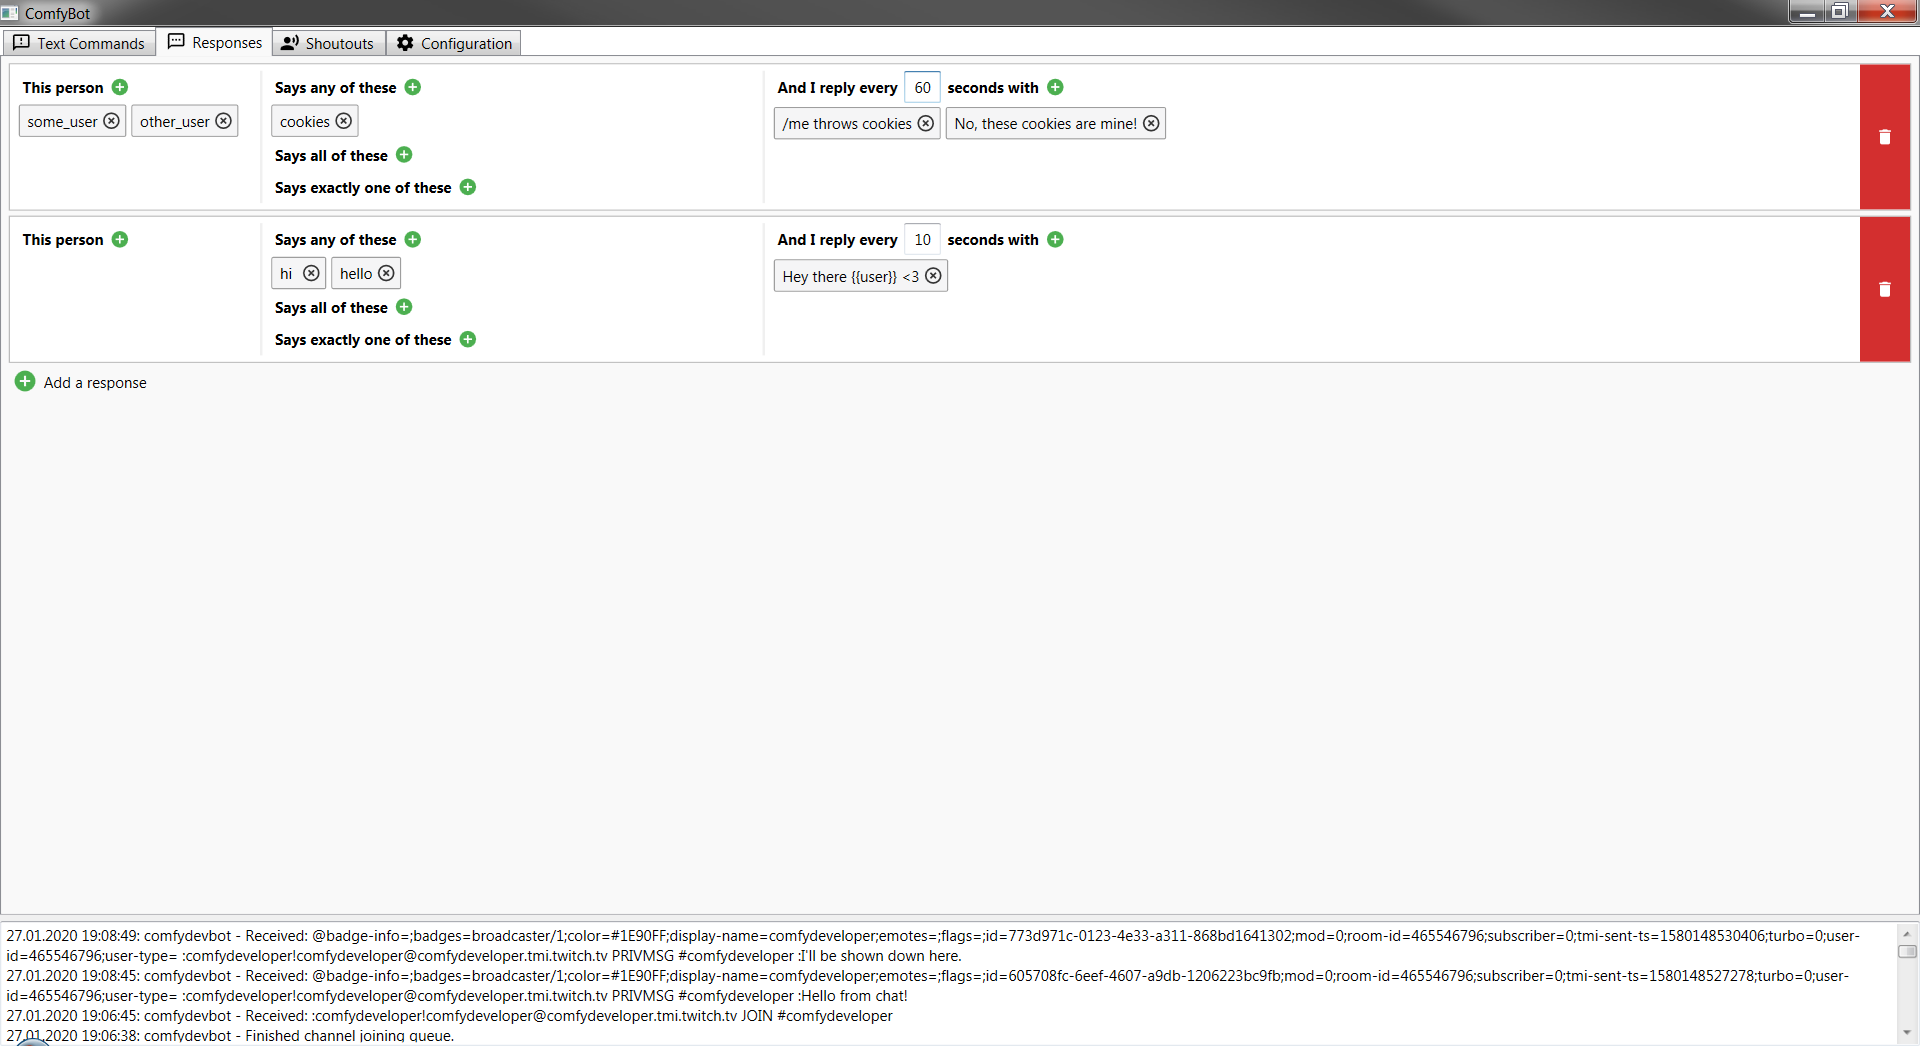 ComfyBot
Text Commands
Responses
Shoutouts
Configuration
This person
some_user
other_user
Says any of these
cookies
Says all of these
Says exactly one of these
And I reply every 60 seconds with
/me throws cookies
No, these cookies are mine!
This person
Says any of these
hi
hello
Says all of these
Says exactly one of these
And I reply every 10 seconds with
Hey there {{user}} <3
Add a response
27.01.2020 19:08:49: comfydevbot - Received: @badge-info=;badges=broadcaster/1;color=#1E90FF;display-name=comfydeveloper;emotes=;flags=;id=773d971c-0123-4e33-a311-868bd1641302;mod=0;room-id=465546796;subscriber=0;tmi-sent-ts=1580148530406;turbo=0;user-
id=465546796;user-type= :comfydeveloper!comfydeveloper@comfydeveloper.tmi.twitch.tv PRIVMSG #comfydeveloper :I'll be shown down here.
27.01.2020 19:08:45: comfydevbot - Received: @badge-info=;badges=broadcaster/1;color=#1E90FF;display-name=comfydeveloper;emotes=;flags=;id=605708fc-6eef-4607-a9db-1206223bc9fb;mod=0;room-id=465546796;subscriber=0;tmi-sent-ts=1580148527278;turbo=0;user-
id=465546796;user-type= :comfydeveloper!comfydeveloper@comfydeveloper.tmi.twitch.tv PRIVMSG #comfydeveloper :Hello from chat!
27.01.2020 19:06:45: comfydevbot - Received: :comfydeveloper!comfydeveloper@comfydeveloper.tmi.twitch.tv JOIN #comfydeveloper
27.01.2020 19:06:38: comfydevbot - Finished channel joining queue.